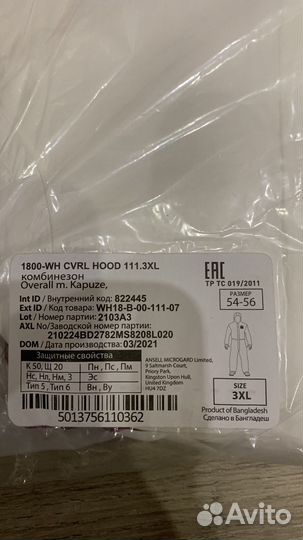 1800-WH CVRL HOOD 111.3XL
комбинезон
Overall m. Kapuze,
Int ID / Внутренний код: 822445
Ext ID / Код товара: WH18-B-00-111-07
Lot / Номер партии: 2103A3
AXL No/Заводской номер партии:
210224BD2782MS8208L020
DOM / Дата производства: 03/2021
Защитные свойства
К 50, Щ 20
Пн, Пс, Пм
Нс, Нл, Нм, 3
Эс
Тип 5, Тип 6
Вн, Ву
5013756110362
ANSELL MICROGARD Limited,
9 Saltmarsh Court,
Priory Park,
Kingston Upon Hull,
United Kingdom
HU4 7DZ
EAC
ТР ТС 019/2011
РАЗМЕР
54-56
SIZE
3XL
Product of Bangladesh
Сделано в Бангладеш
Avito